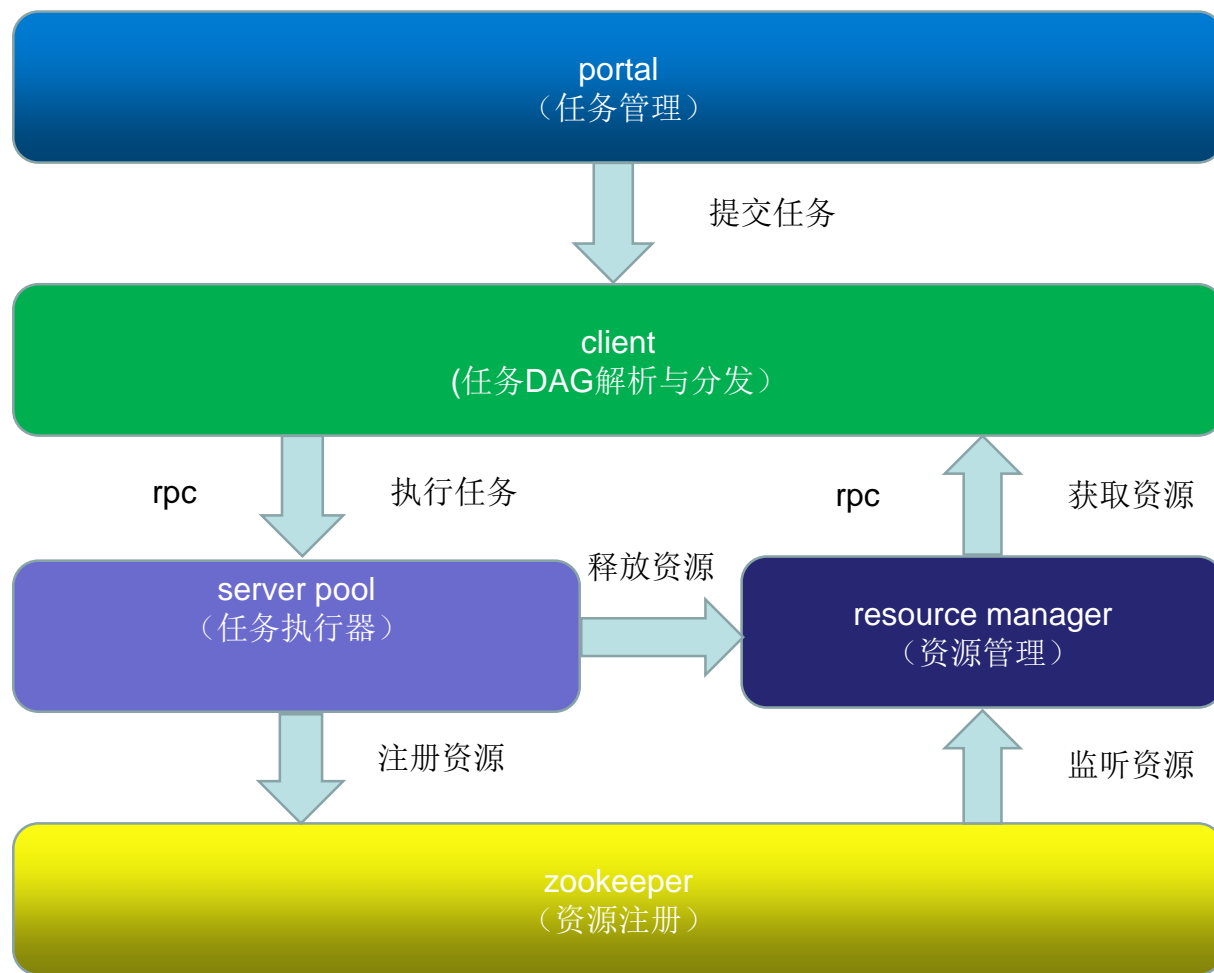 portal
（任务管理）
提交任务
client
(任务DAG解析与分发）
rpc
执行任务
rpc
获取资源
server pool
（任务执行器）
释放资源
resource manager
（资源管理）
注册资源
监听资源
zookeeper
（资源注册）